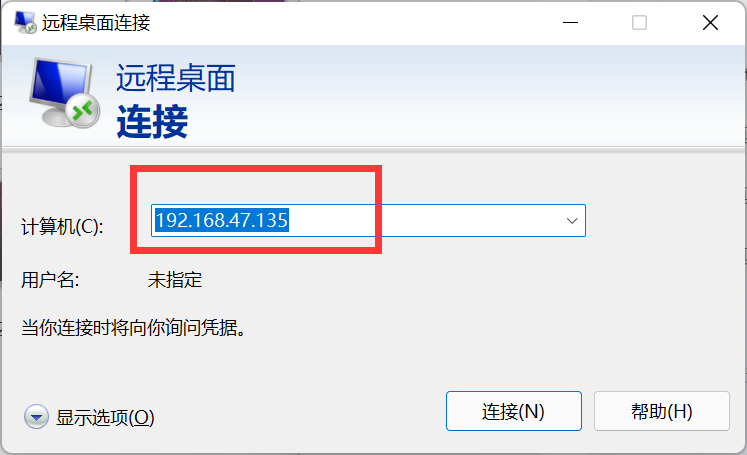 远程桌面连接
远程桌面
连接
计算机(C): 192.168.47.135
用户名: 未指定
当你连接时将向你询问凭据。
显示选项(O) 连接(N) 帮助(H)